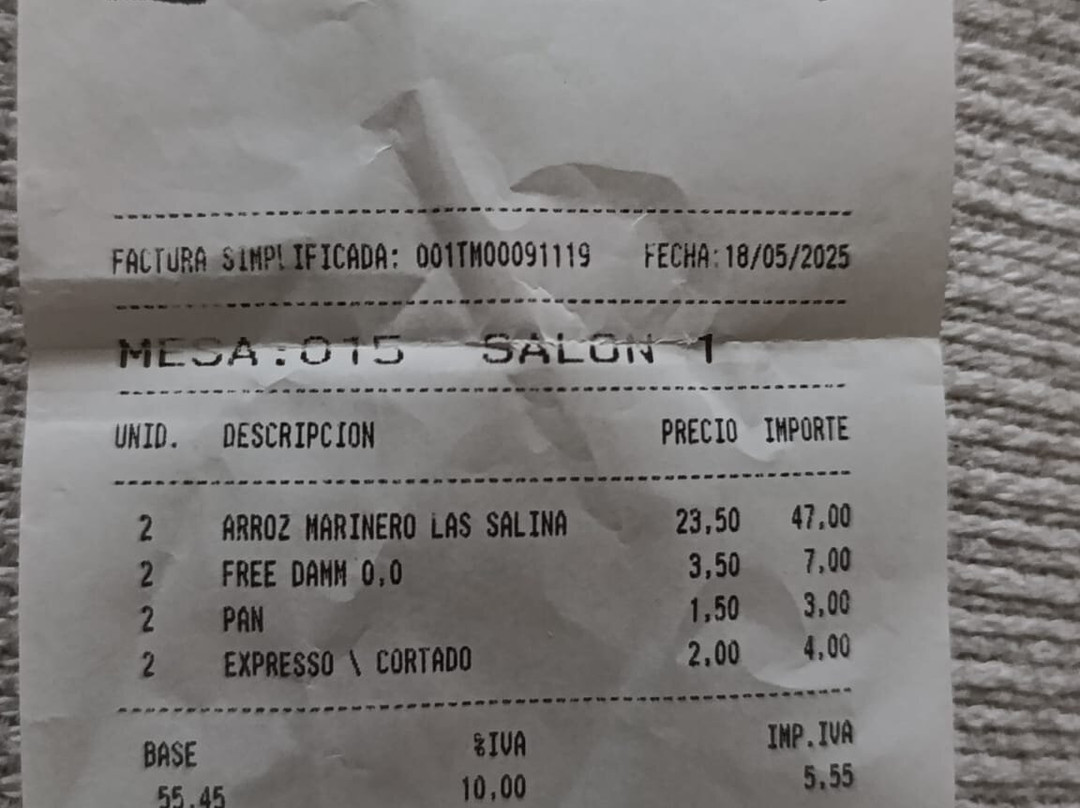 FACTURA SIMPLIFICADA: 001TM00091119 FECHA:18/05/2025
MESA:015 SALON 1
UNID. DESCRIPCION PRECIO IMPORTE
2 ARROZ MARINERO LAS SALINA 23,50 47,00
2 FREE DAMM 0,0 3,50 7,00
2 PAN 1,50 3,00
2 EXPRESSO \ CORTADO 2,00 4,00
BASE %IVA IMP.IVA
55,45 10,00 5,55